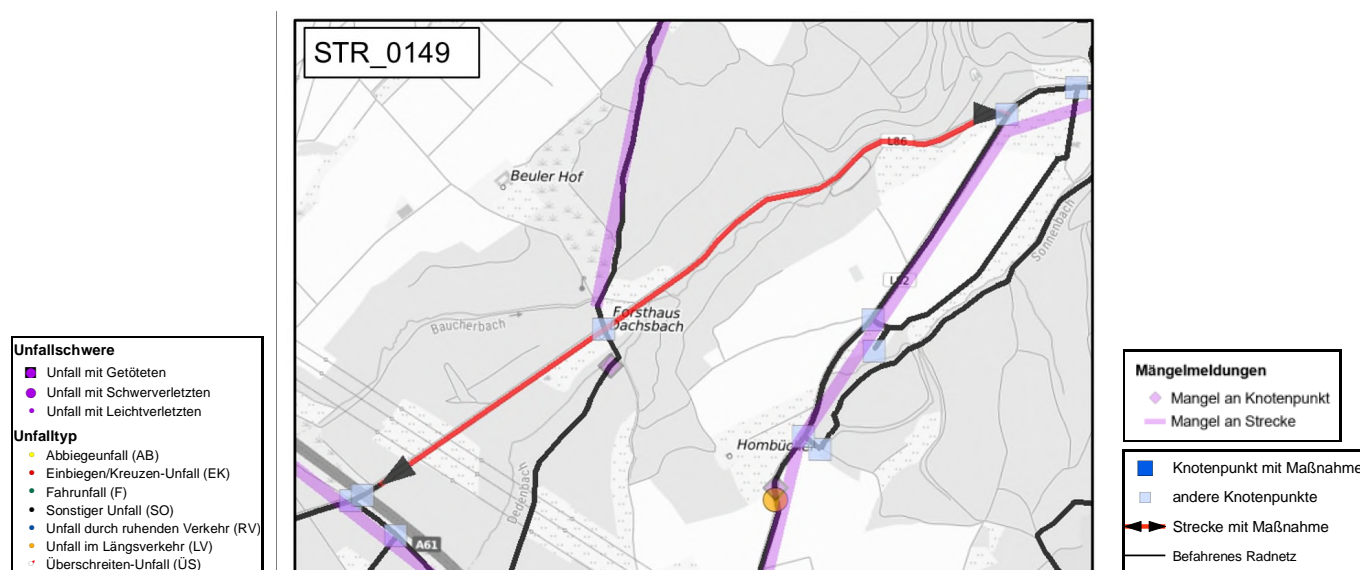 STR_0149
Beuler Hof
L86
Sonnenbach
L82
Forsthaus
Dachsbach
Baucherbach
Hombüchel
Dedenbach
A61
Unfallschwere
Unfall mit Getöteten
Unfall mit Schwerverletzten
Unfall mit Leichtverletzten
Unfalltyp
Abbiegeunfall (AB)
Einbiegen/Kreuzen-Unfall (EK)
Fahrunfall (F)
Sonstiger Unfall (SO)
Unfall durch ruhenden Verkehr (RV)
Unfall im Längsverkehr (LV)
Überschreiten-Unfall (ÜS)
Mängelmeldungen
Mangel an Knotenpunkt
Mangel an Strecke
Knotenpunkt mit Maßnahme
andere Knotenpunkte
Strecke mit Maßnahme
Befahrenes Radnetz